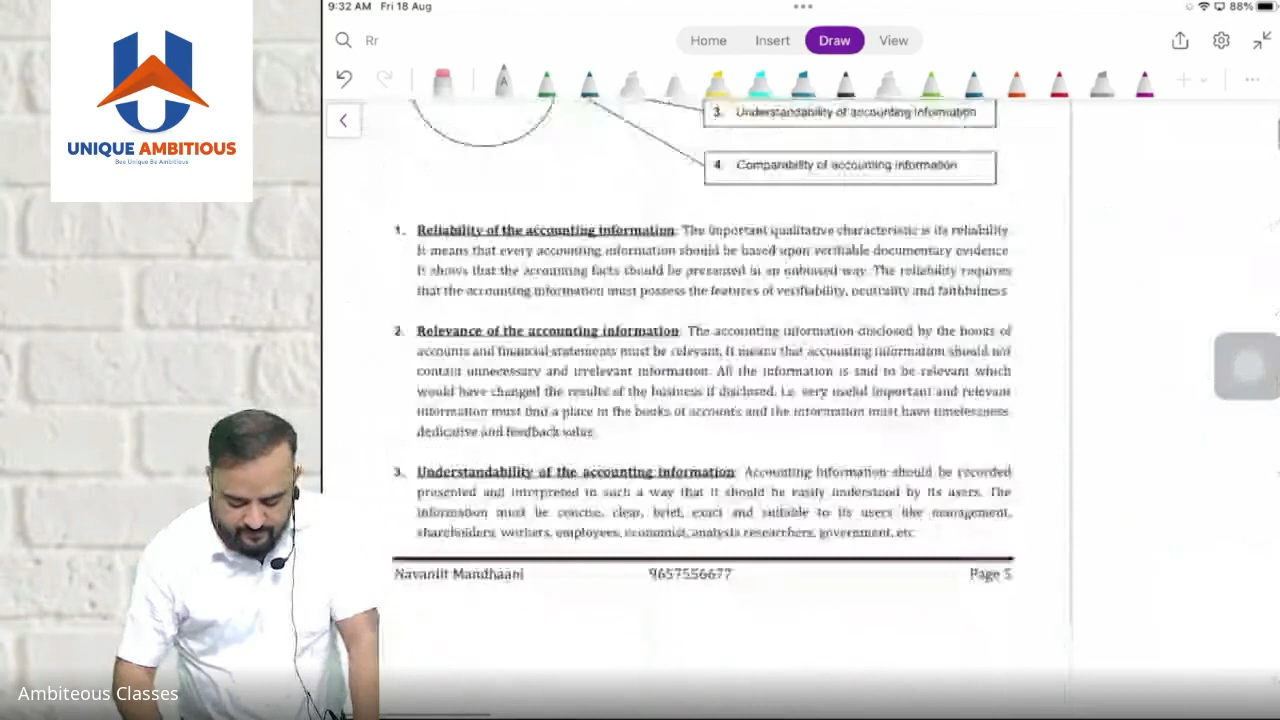 9:32 AM Fri 18 Aug
88%
Rr
Home Insert Draw View
UNIQUE AMBITIOUS
Bee Unique Be Ambitious
A
3. Understandability of accounting information
4. Comparability of accounting information
1. Reliability of the accounting information: The important qualitative characteristic is its reliability.
It means that every accounting information should be based upon verifiable documentary evidence
It shows that the accounting facts should be presented in an unbiased way. The reliability requires
that the accounting information must possess the features of verifiability, neutrality and faithfulness
2. Relevance of the accounting information: The accounting information disclosed by the books of
accounts and financial statements must be relevant. It means that accounting information should not
contain unnecessary and irrelevant information. All the information is said to be relevant which
would have changed the results of the business if disclosed, i.e. very useful important and relevant
information must find a place in the books of accounts and the information must have timelessness
dedicative and feedback value.
3. Understandability of the accounting information: Accounting information should be recorded
presented and interpreted in such a way that it should be easily understood by its users. The
information must be concise, clear, brief, exact and suitable to its users like management,
shareholders, workers, employees, economist, analysis researchers, government, etc
Navaniit Mandhaani 9657556677 Page 5
Ambiteous Classes